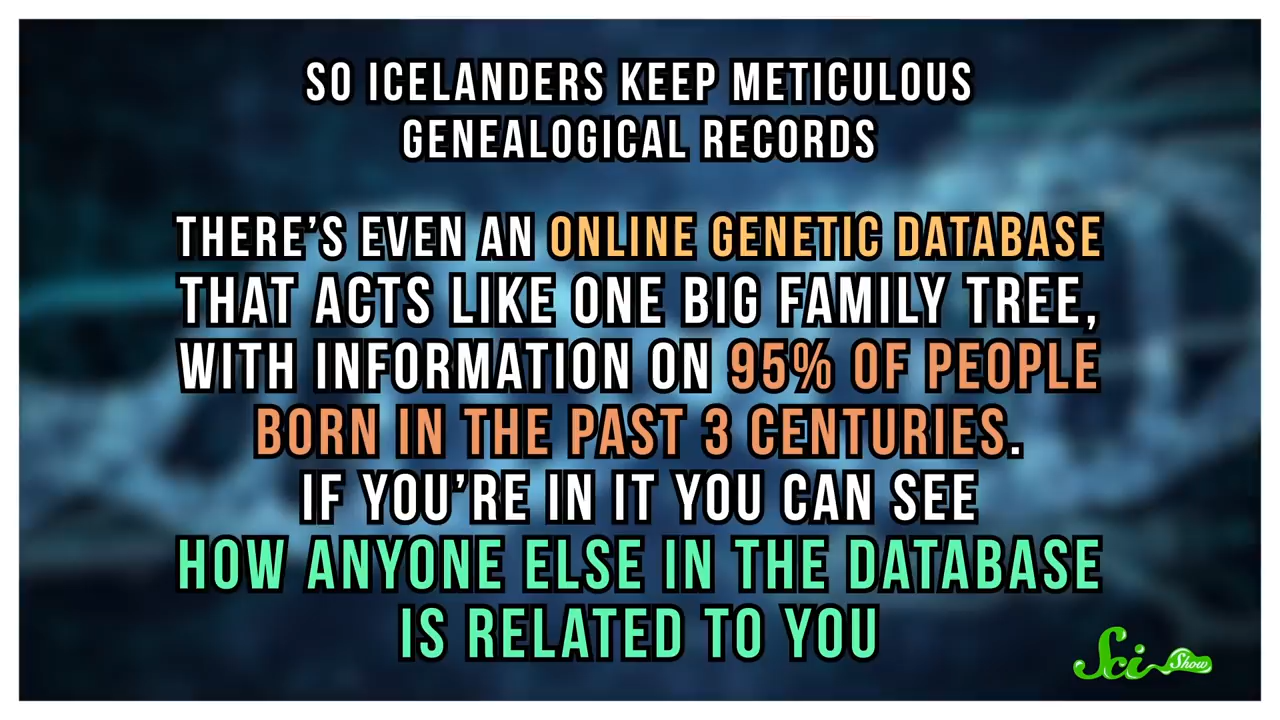 SO ICELANDERS KEEP METICULOUS
GENEALOGICAL RECORDS
THERE'S EVEN AN ONLINE GENETIC DATABASE
THAT ACTS LIKE ONE BIG FAMILY TREE,
WITH INFORMATION ON 95% OF PEOPLE
BORN IN THE PAST 3 CENTURIES.
IF YOU'RE IN IT YOU CAN SEE
HOW ANYONE ELSE IN THE DATABASE
IS RELATED TO YOU
Sci Show